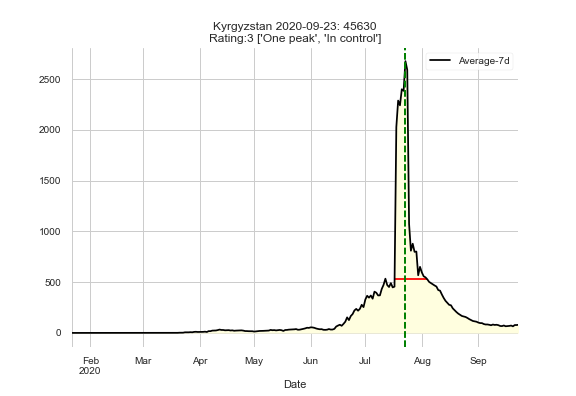 Kyrgyzstan 2020-09-23: 45630
Rating:3 ['One peak', 'In control']
Average-7d
2500
2000
1500
1000
500
0
Feb Mar Apr May Jun Jul Aug Sep
2020
Date